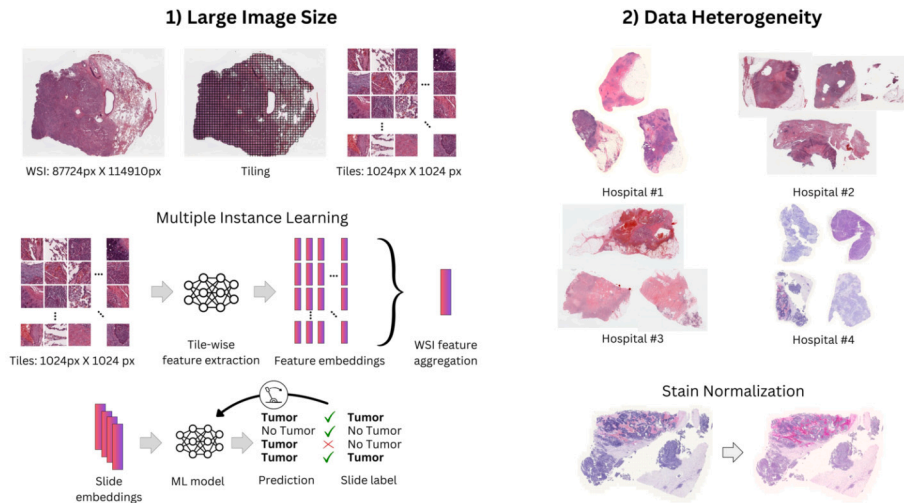 1) Large Image Size
WSI: 87724px X 114910px
Tiling
Tiles: 1024px X 1024 px
Multiple Instance Learning
Tiles: 1024px X 1024 px
Tile-wise
feature extraction
Feature embeddings
WSI feature
aggregation
Tumor Tumor
No Tumor No Tumor
Tumor No Tumor
Tumor Tumor
Slide
embeddings
ML model
Prediction
Slide label
2) Data Heterogeneity
Hospital #1
Hospital #2
Hospital #3
Hospital #4
Stain Normalization